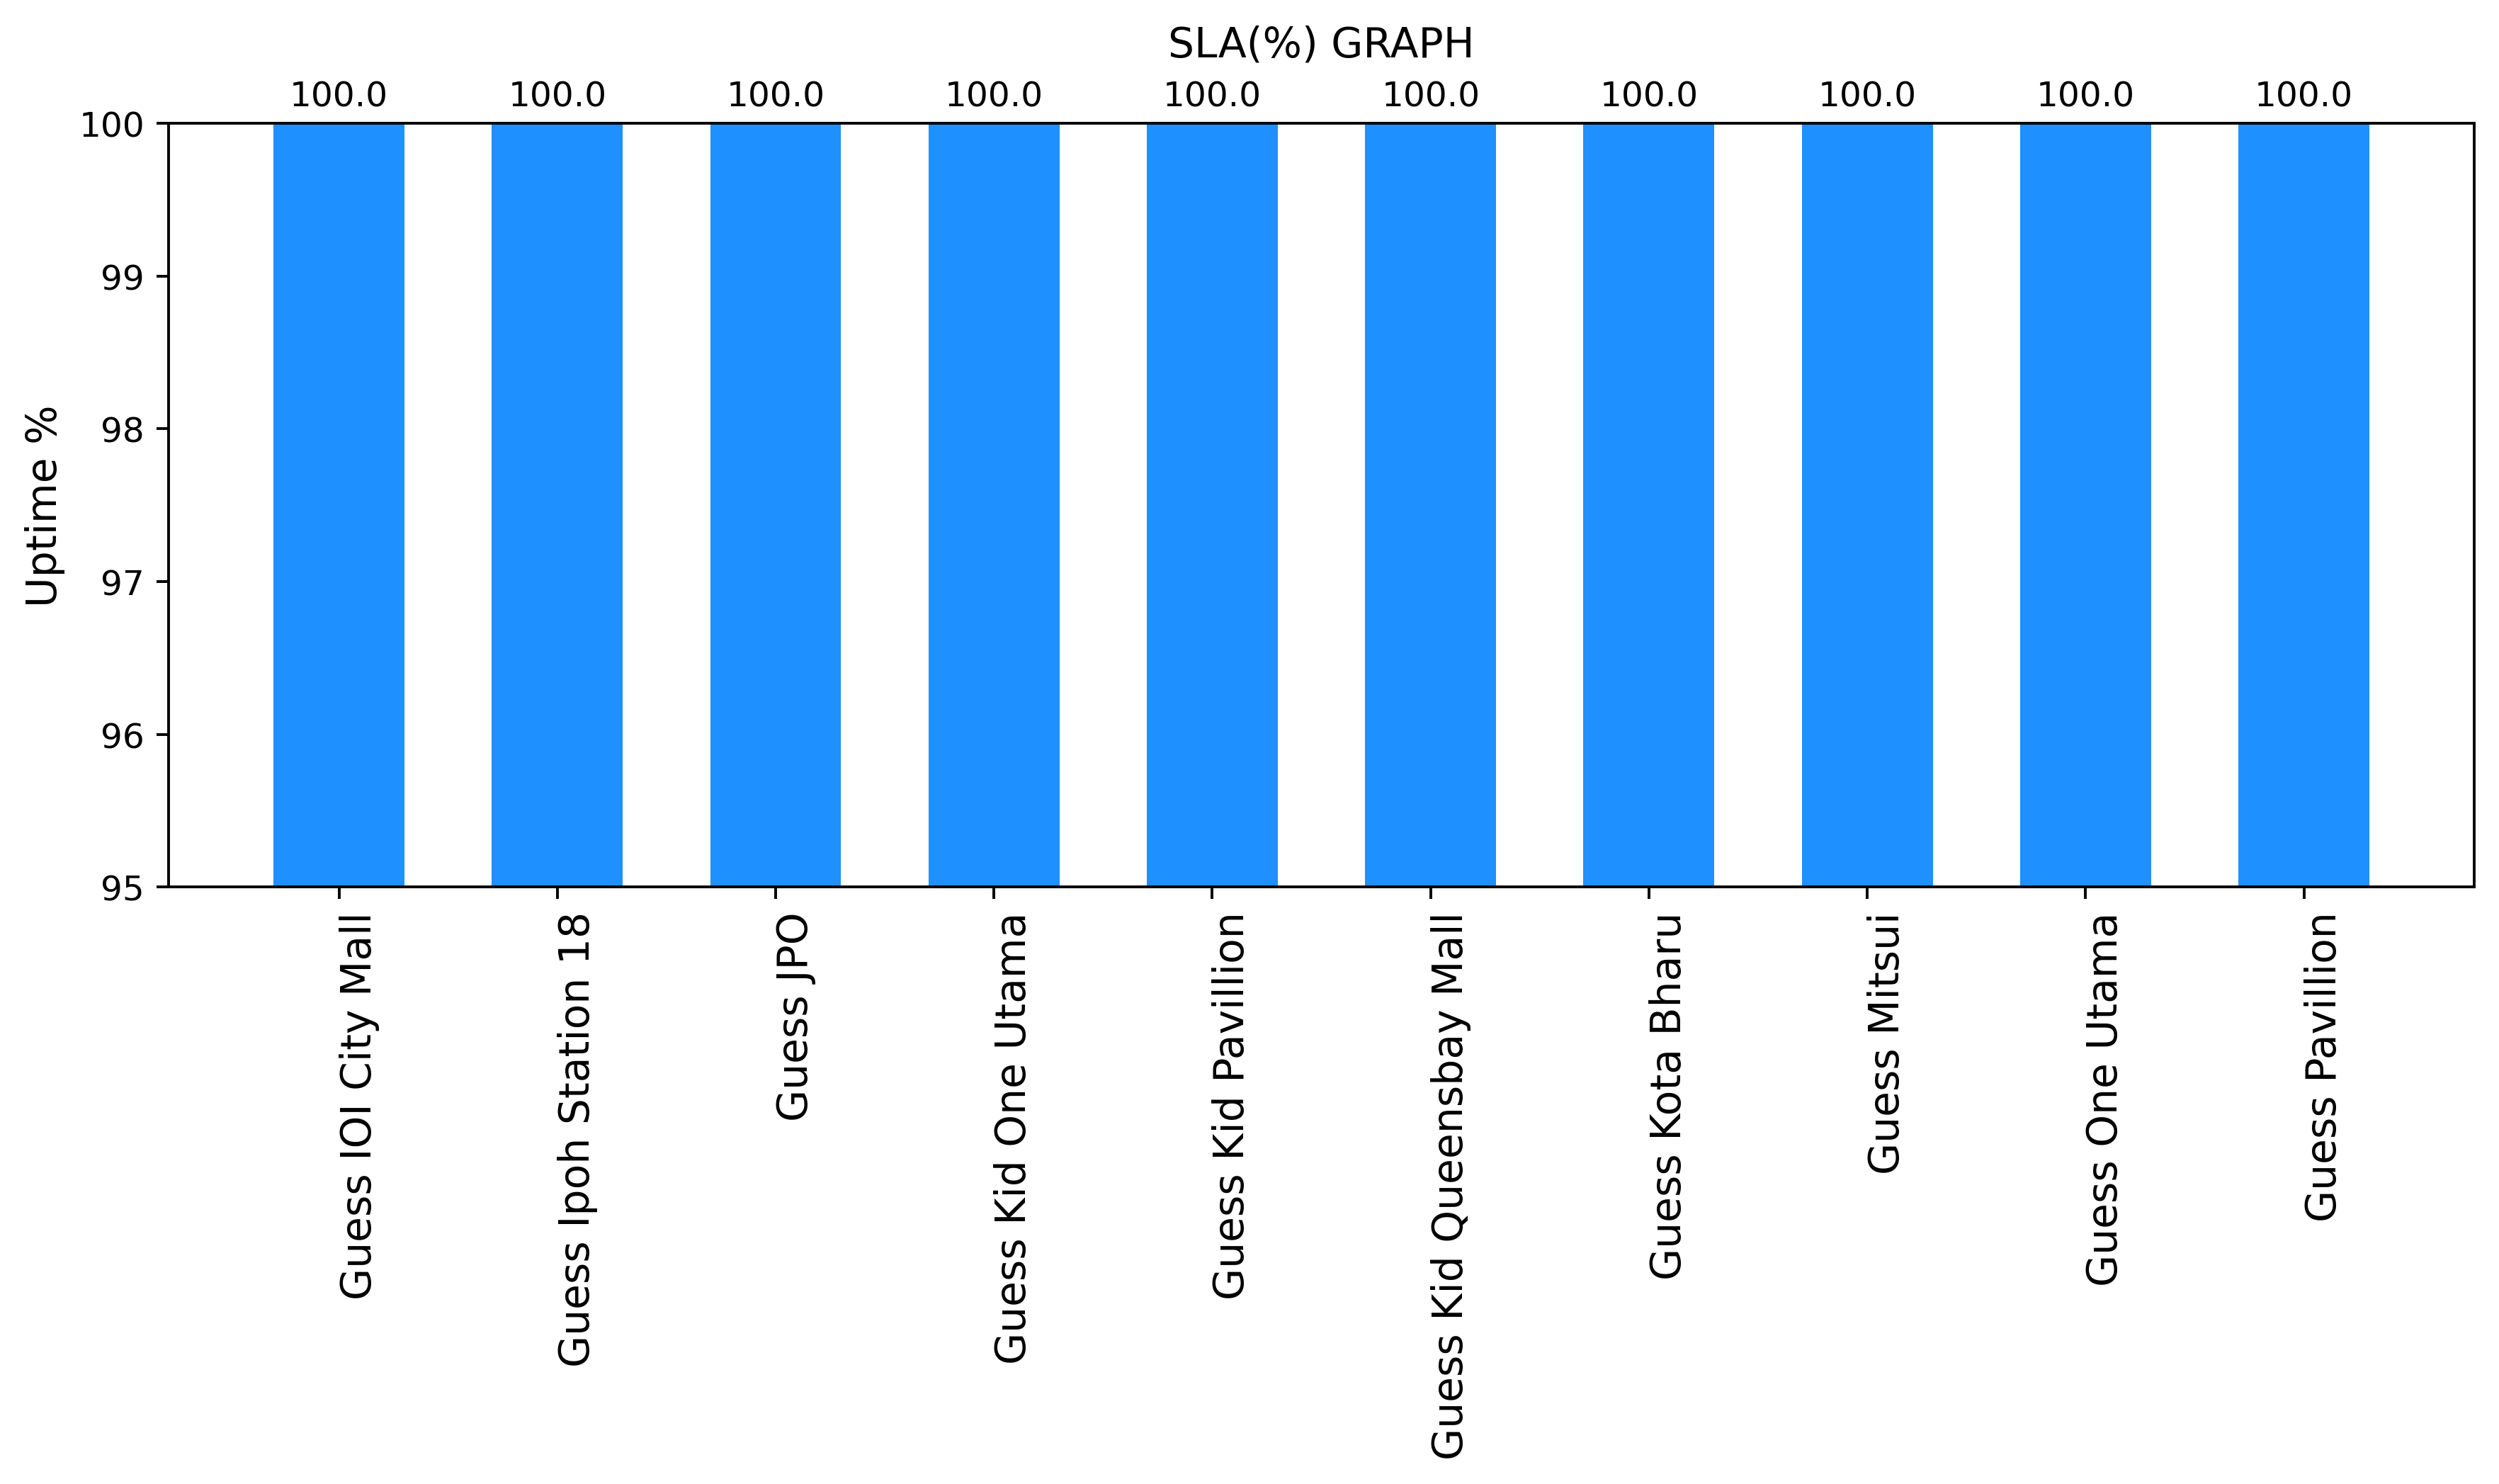 SLA(%) GRAPH
100.0 100.0 100.0 100.0 100.0 100.0 100.0 100.0 100.0 100.0
Uptime %
100
99
98
97
96
95
Guess IOI City Mall
Guess Ipoh Station 18
Guess JPO
Guess Kid One Utama
Guess Kid Pavillion
Guess Kid Queensbay Mall
Guess Kota Bharu
Guess Mitsui
Guess One Utama
Guess Pavillion